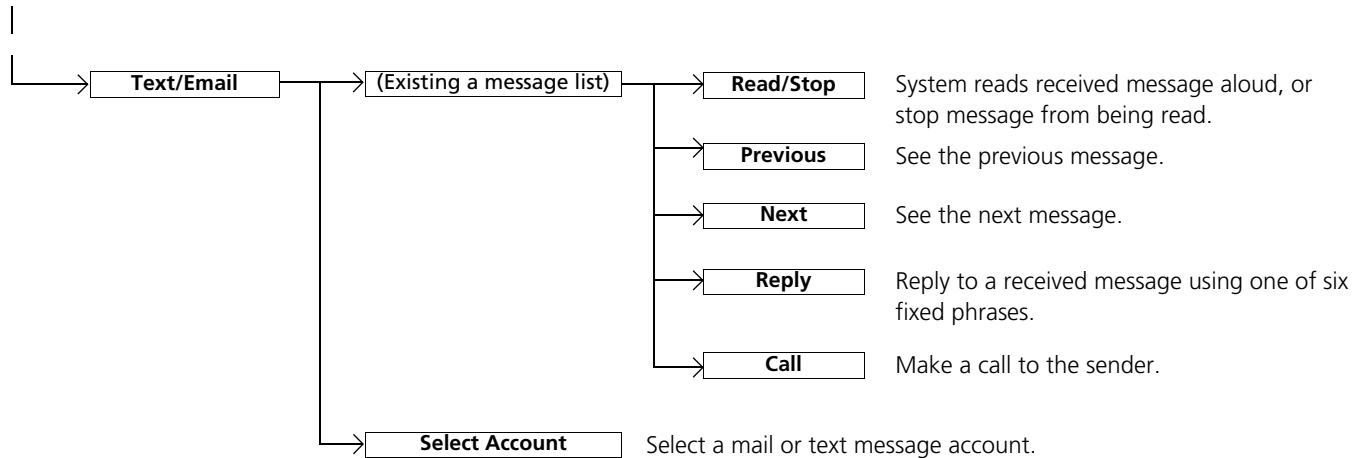 Text/Email
(Existing a message list)
Read/Stop
System reads received message aloud, or
stop message from being read.
Previous
See the previous message.
Next
See the next message.
Reply
Reply to a received message using one of six
fixed phrases.
Call
Make a call to the sender.
Select Account
Select a mail or text message account.